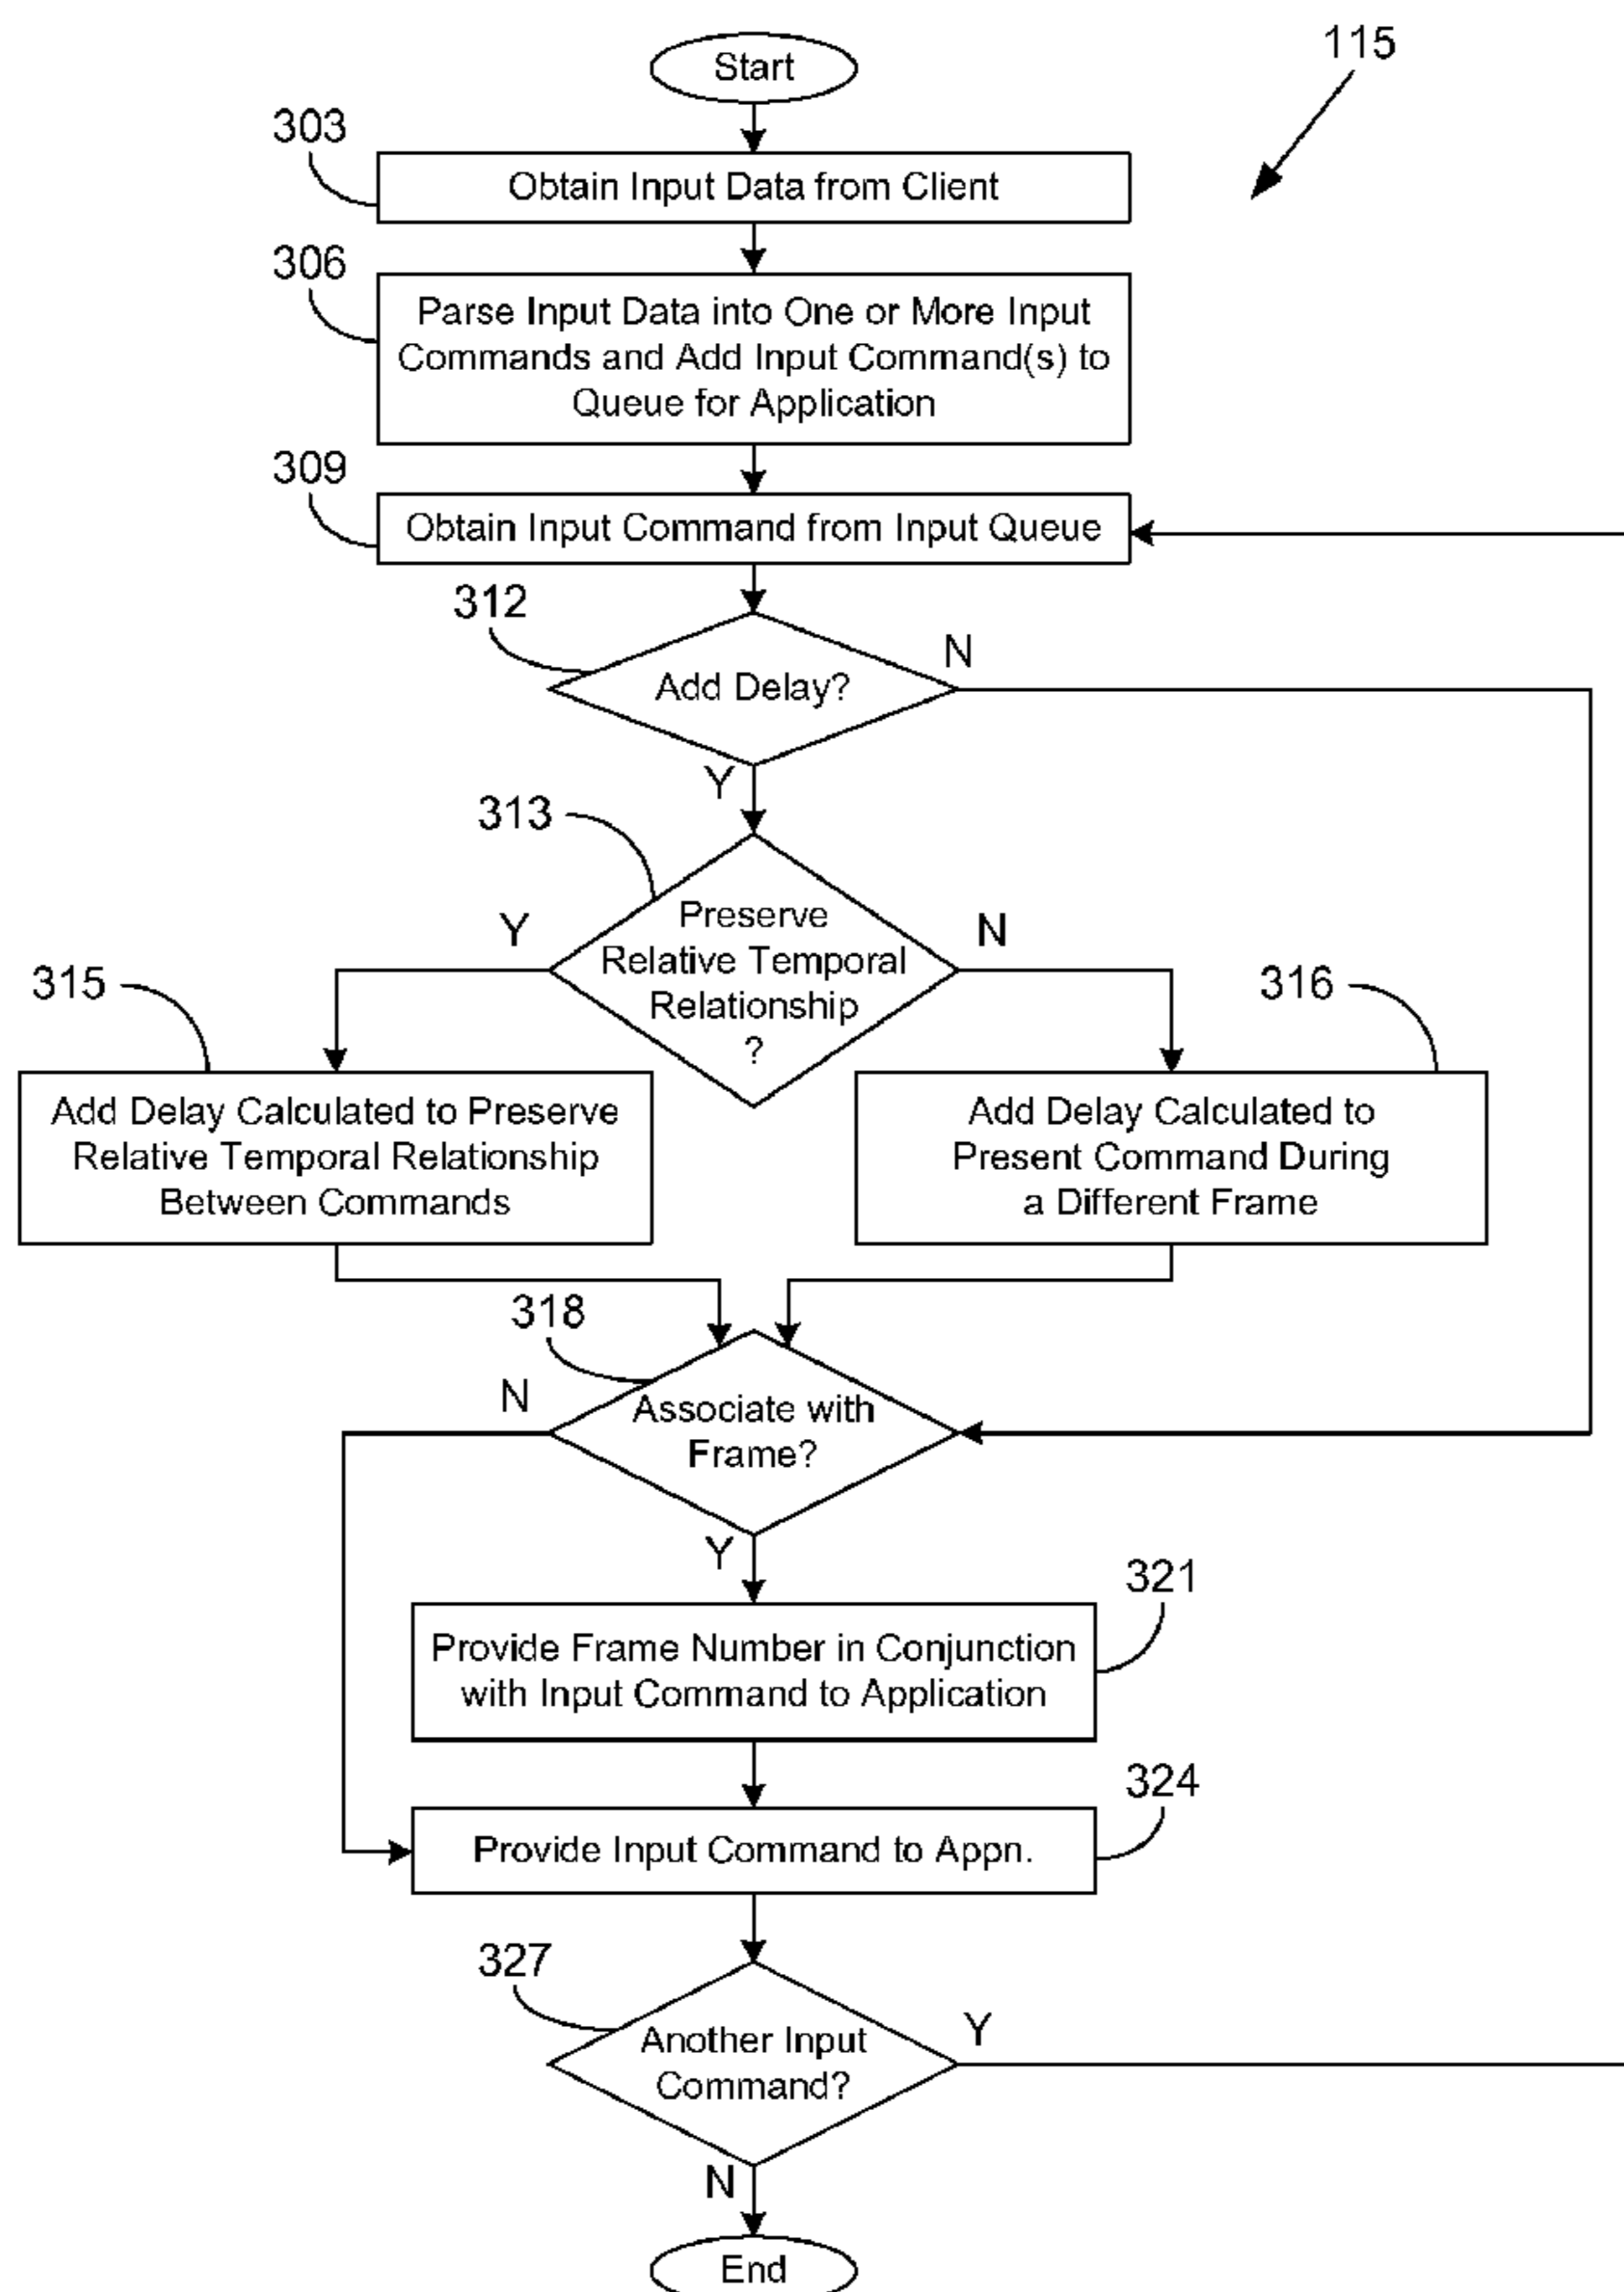 Start
115
303
Obtain Input Data from Client
306
Parse Input Data into One or More Input
Commands and Add Input Command(s) to
Queue for Application
309
Obtain Input Command from Input Queue
312
N
Add Delay?
Y
313
Preserve
Relative Temporal
Relationship
?
Y
N
315
316
Add Delay Calculated to Preserve
Relative Temporal Relationship
Between Commands
Add Delay Calculated to
Present Command During
a Different Frame
318
N
Associate with
Frame?
Y
321
Provide Frame Number in Conjunction
with Input Command to Application
324
Provide Input Command to Appn.
327
Another Input
Command?
Y
N
End